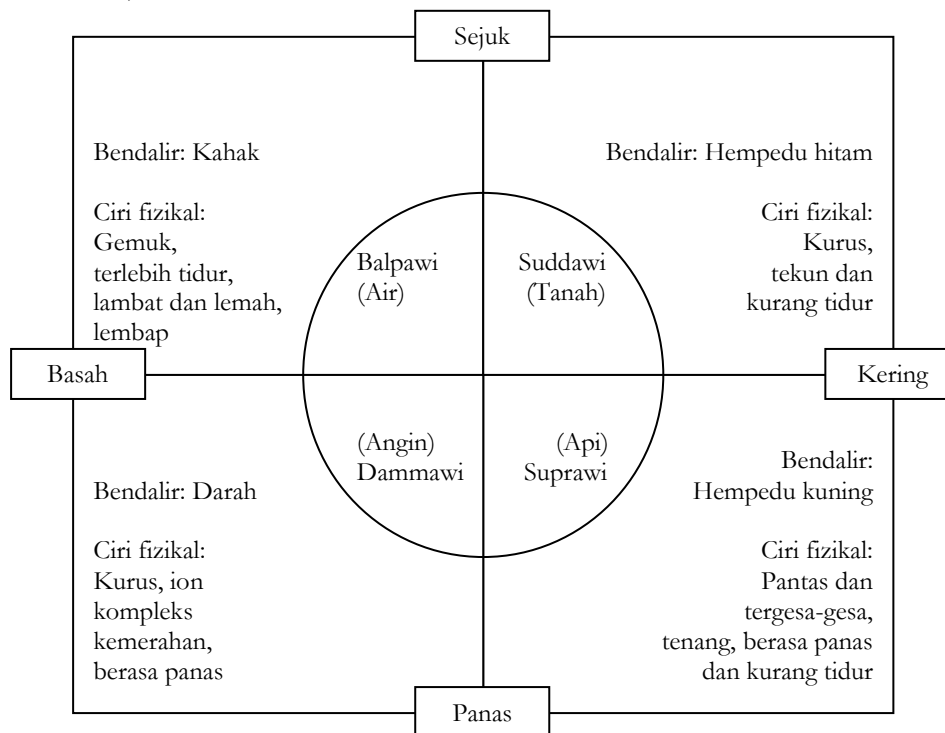 Sejuk
Bendalir: Kahak
Ciri fizikal:
Gemuk,
terlebih tidur,
lambat dan lemah,
lembap
Balpawi
(Air)
Bendalir: Hempedu hitam
Ciri fizikal:
Kurus,
tekun dan
kurang tidur
Suddawi
(Tanah)
Basah
Kering
Bendalir: Darah
Ciri fizikal:
Kurus, ion
kompleks
kemerahan,
berasa panas
(Angin)
Dammawi
(Api)
Suprawi
Bendalir:
Hempedu kuning
Ciri fizikal:
Pantas dan
tergesa-gesa,
tenang, berasa panas
dan kurang tidur
Panas